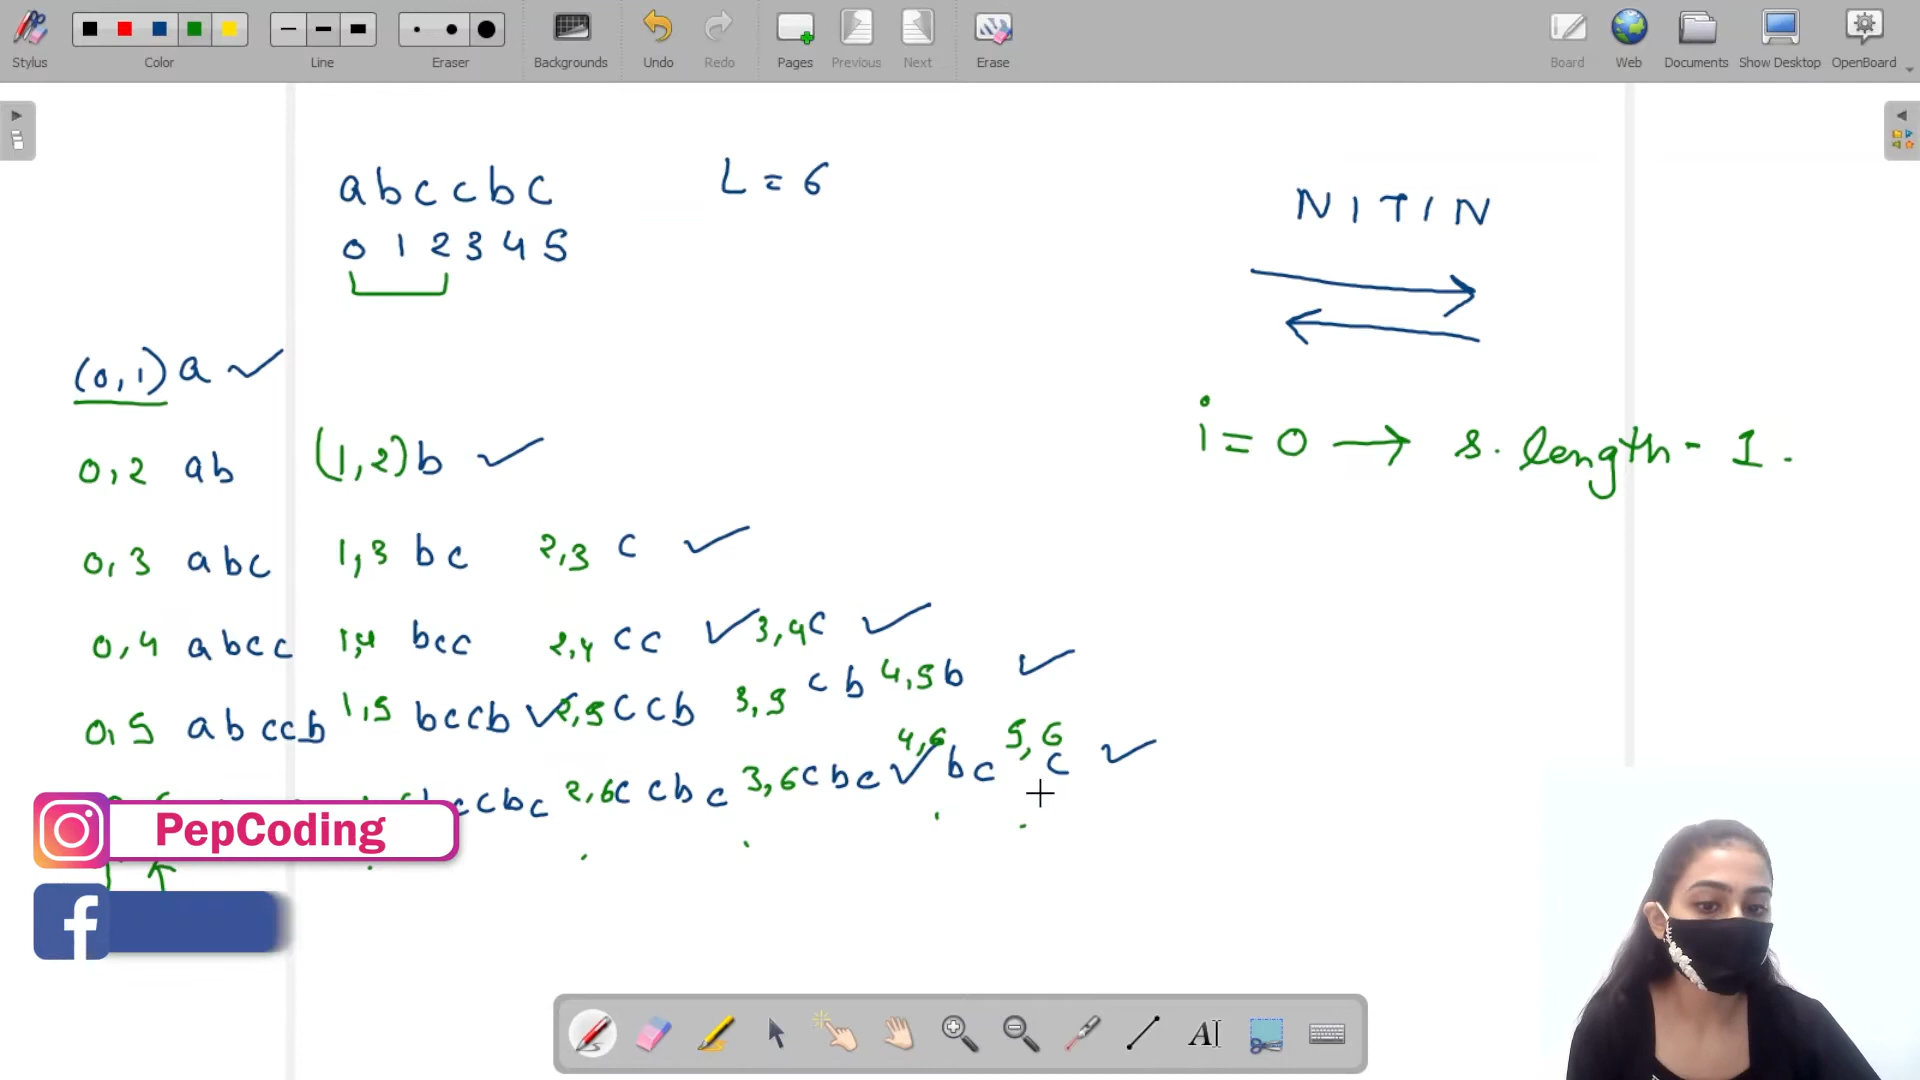 Stylus Color Line Eraser Backgrounds Undo Redo Pages Previous Next Erase Board Web Documents Show Desktop OpenBoard
abccbc L = 6
0 1 2 3 4 5
NITIN
(0,1) a
i = 0 → s.length - 1.
0,2 ab (1,2) b
0,3 abc 1,3 bc 2,3 c
0,4 abcc 1,4 bcc 2,4 cc 3,4 c
0,5 abccb 1,5 bccb 2,5 ccb 3,5 cb 4,5 b
ccbc 2,6 ccbc 3,6 cbc 4,6 bc 5,6 c
PepCoding